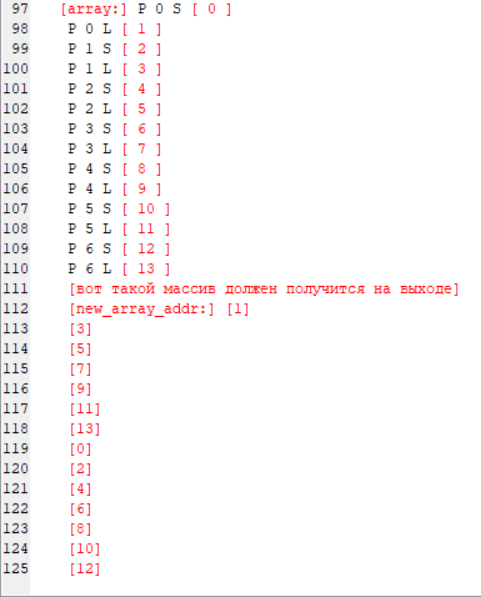 97 [array:] P 0 S [ 0 ]
98 P 0 L [ 1 ]
99 P 1 S [ 2 ]
100 P 1 L [ 3 ]
101 P 2 S [ 4 ]
102 P 2 L [ 5 ]
103 P 3 S [ 6 ]
104 P 3 L [ 7 ]
105 P 4 S [ 8 ]
106 P 4 L [ 9 ]
107 P 5 S [ 10 ]
108 P 5 L [ 11 ]
109 P 6 S [ 12 ]
110 P 6 L [ 13 ]
111 [вот такой массив должен получится на выходе]
112 [new_array_addr:] [1]
113 [3]
114 [5]
115 [7]
116 [9]
117 [11]
118 [13]
119 [0]
120 [2]
121 [4]
122 [6]
123 [8]
124 [10]
125 [12]